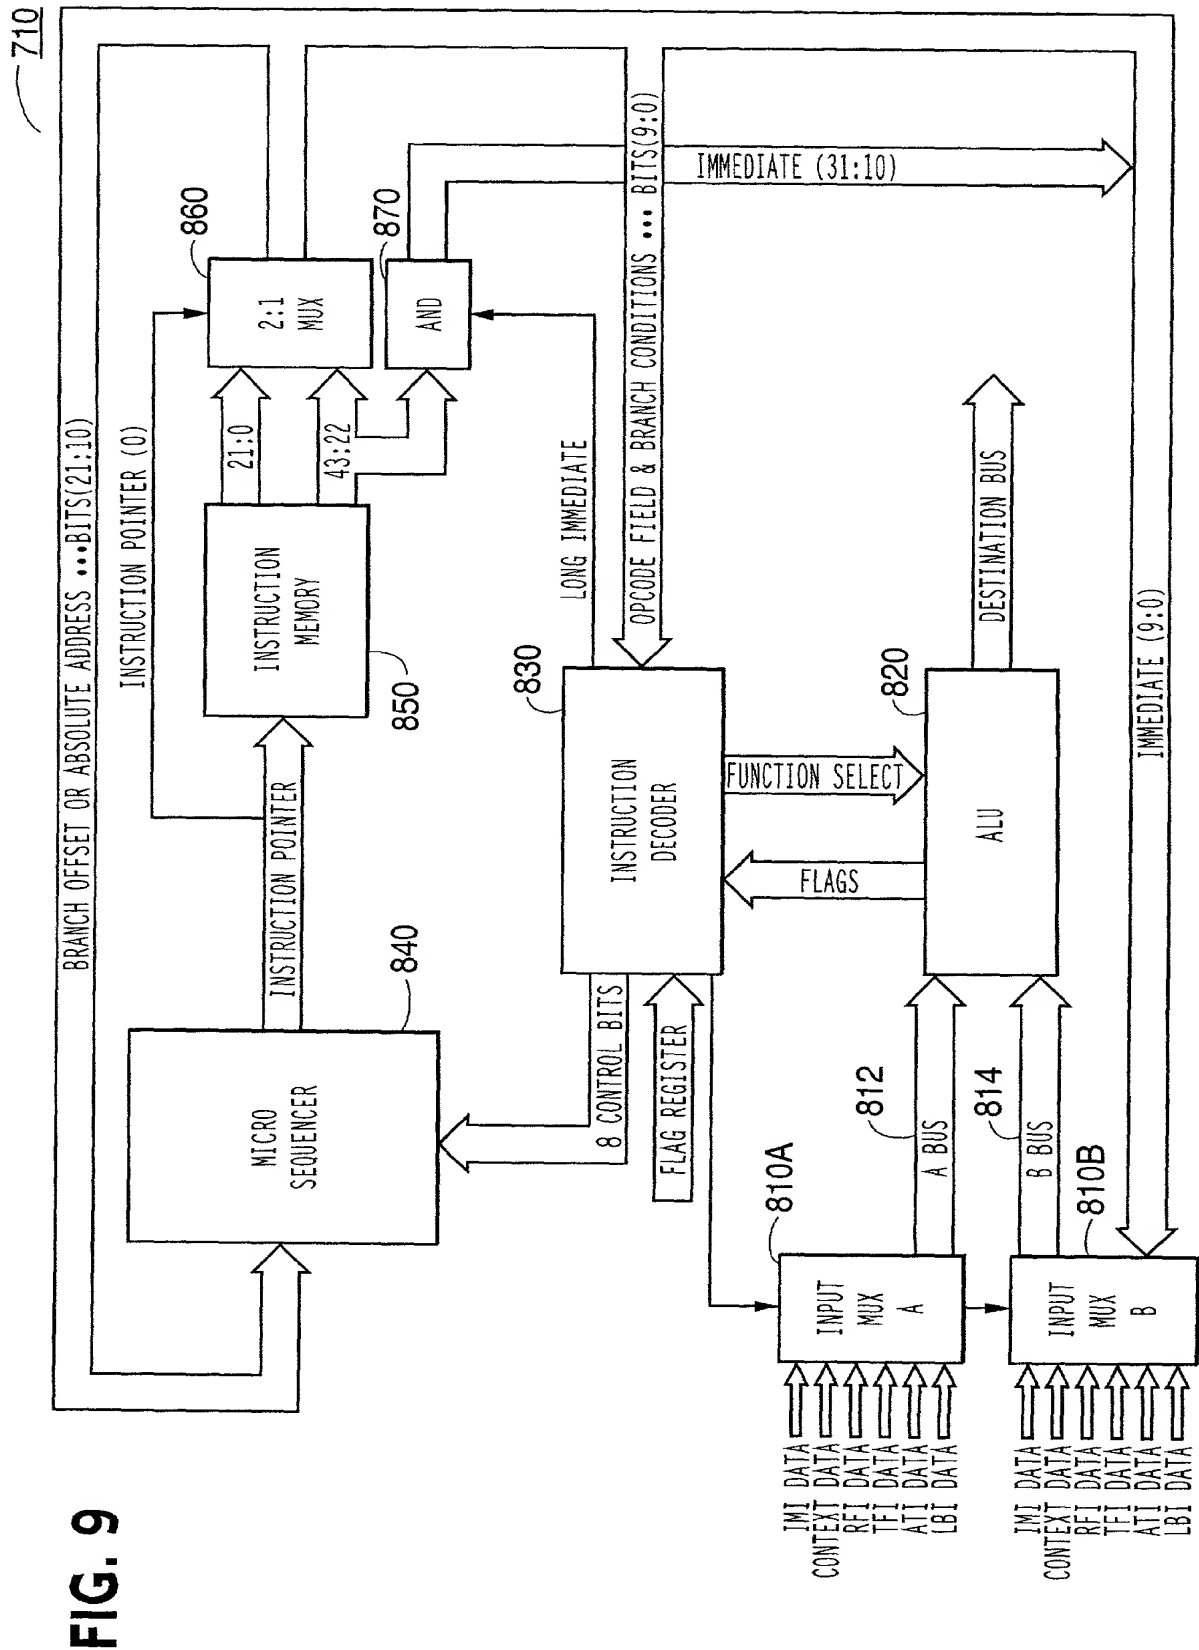 FIG. 9
710
BRANCH OFFSET OR ABSOLUTE ADDRESS ...BITS(21:10)
INSTRUCTION POINTER (0)
860
2:1
MUX
21:0
43:22
870
AND
INSTRUCTION
MEMORY
850
INSTRUCTION POINTER
MICRO
SEQUENCER
840
LONG IMMEDIATE
OPCODE FIELD & BRANCH CONDITIONS ... BITS(9:0)
IMMEDIATE (31:10)
830
INSTRUCTION
DECODER
8 CONTROL BITS
FLAG REGISTER
FUNCTION SELECT
FLAGS
820
ALU
DESTINATION BUS
812
A BUS
814
B BUS
810A
INPUT
MUX
A
810B
INPUT
MUX
B
IMMEDIATE (9:0)
IMI DATA
CONTEXT DATA
RFI DATA
TFI DATA
ATI DATA
LBI DATA
IMI DATA
CONTEXT DATA
RFI DATA
TFI DATA
ATI DATA
LBI DATA